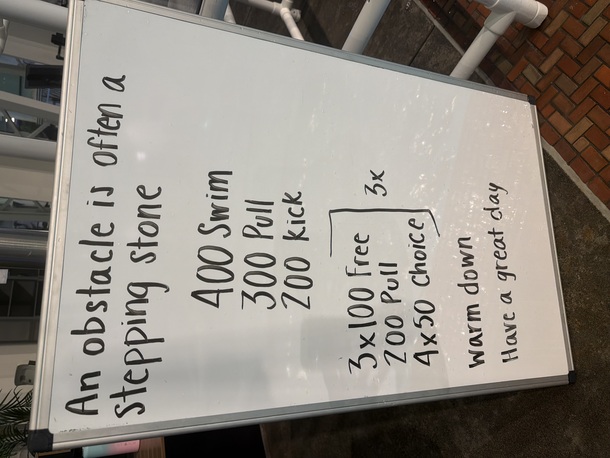 An obstacle is often a
stepping stone
400 Swim
300 Pull
200 kick
3x100 Free
200 Pull
4x50 choice
3x
warm down
Have a great day